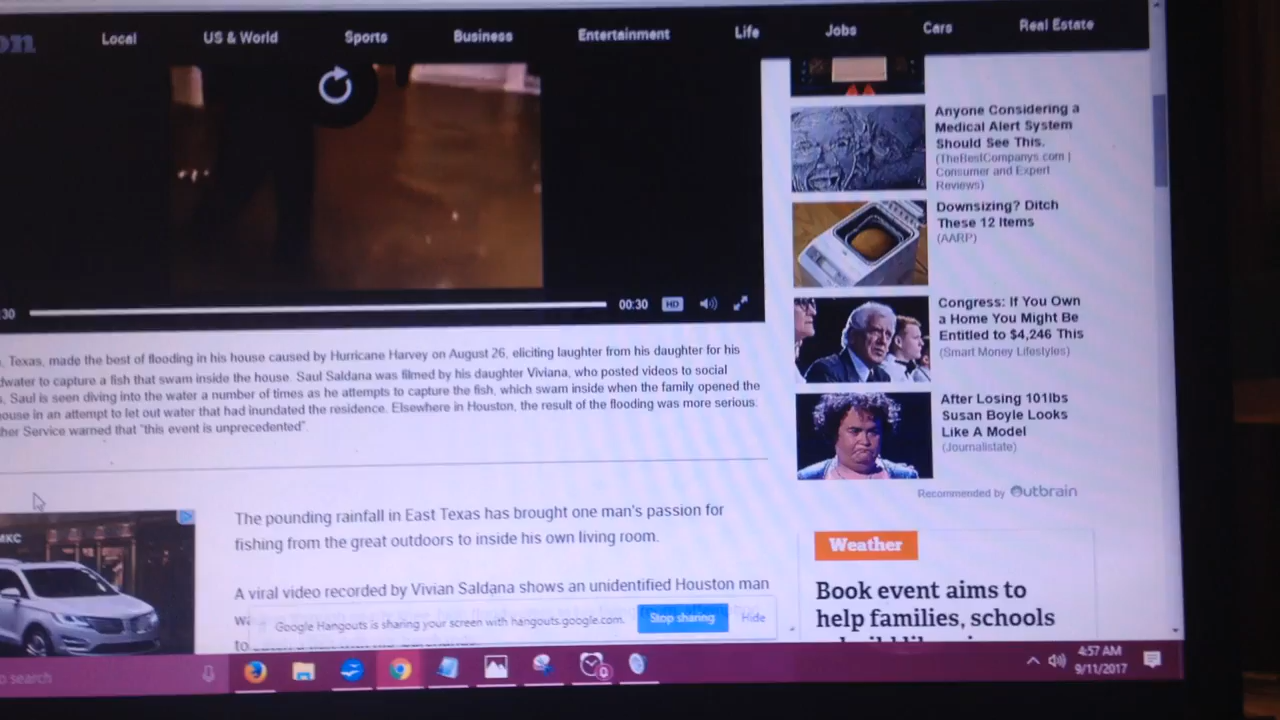 on Local US & World Sports Business Entertainment Life Jobs Cars Real Estate
:30 00:30 HD
, Texas, made the best of flooding in his house caused by Hurricane Harvey on August 26, eliciting laughter from his daughter for his
dwater to capture a fish that swam inside the house. Saul Saldana was filmed by his daughter Viviana, who posted videos to social
, Saul is seen diving into the water a number of times as he attempts to capture the fish, which swam inside when the family opened the
ouse in an attempt to let out water that had inundated the residence. Elsewhere in Houston, the result of the flooding was more serious.
her Service warned that "this event is unprecedented".
Anyone Considering a
Medical Alert System
Should See This.
(TheBestCompanys.com |
Consumer and Expert
Reviews)
Downsizing? Ditch
These 12 Items
(AARP)
Congress: If You Own
a Home You Might Be
Entitled to $4,246 This
(Smart Money Lifestyles)
After Losing 101lbs
Susan Boyle Looks
Like A Model
(Journalistate)
Recommended by Outbrain
MKC
The pounding rainfall in East Texas has brought one man's passion for
fishing from the great outdoors to inside his own living room.
A viral video recorded by Vivian Saldana shows an unidentified Houston man
to
Google Hangouts is sharing your screen with hangouts.google.com. Stop sharing Hide
Weather
Book event aims to
help families, schools
o search
4:57 AM
9/11/2017